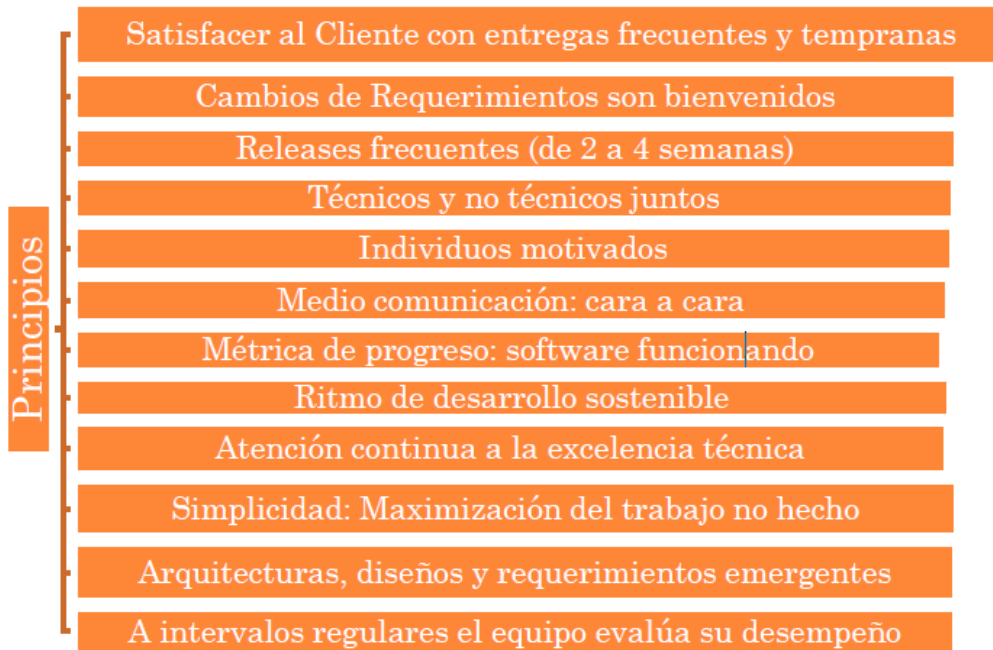 Principios
Satisfacer al Cliente con entregas frecuentes y tempranas
Cambios de Requerimientos son bienvenidos
Releases frecuentes (de 2 a 4 semanas)
Técnicos y no técnicos juntos
Individuos motivados
Medio comunicación: cara a cara
Métrica de progreso: software funcionando
Ritmo de desarrollo sostenible
Atención continua a la excelencia técnica
Simplicidad: Maximización del trabajo no hecho
Arquitecturas, diseños y requerimientos emergentes
A intervalos regulares el equipo evalúa su desempeño